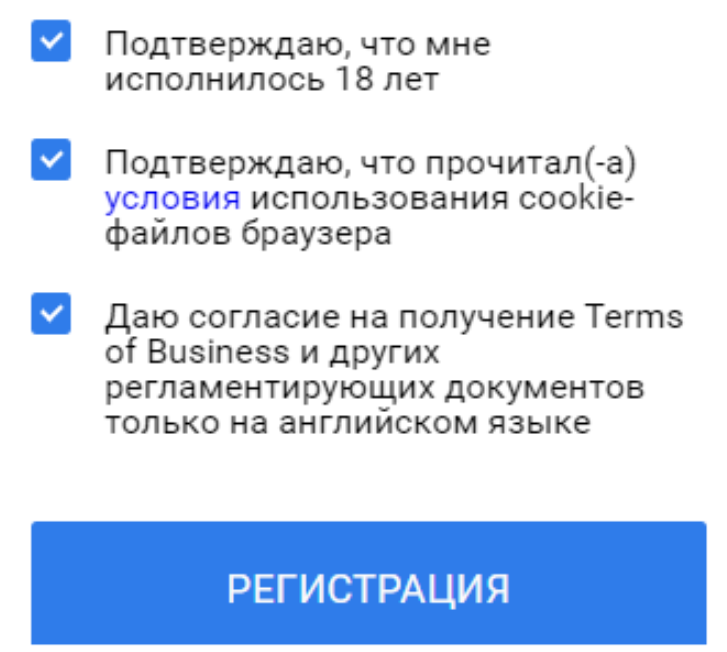 Подтверждаю, что мне
исполнилось 18 лет
Подтверждаю, что прочитал(-а)
условия использования cookie-
файлов браузера
Даю согласие на получение Terms
of Business и других
регламентирующих документов
только на английском языке
РЕГИСТРАЦИЯ